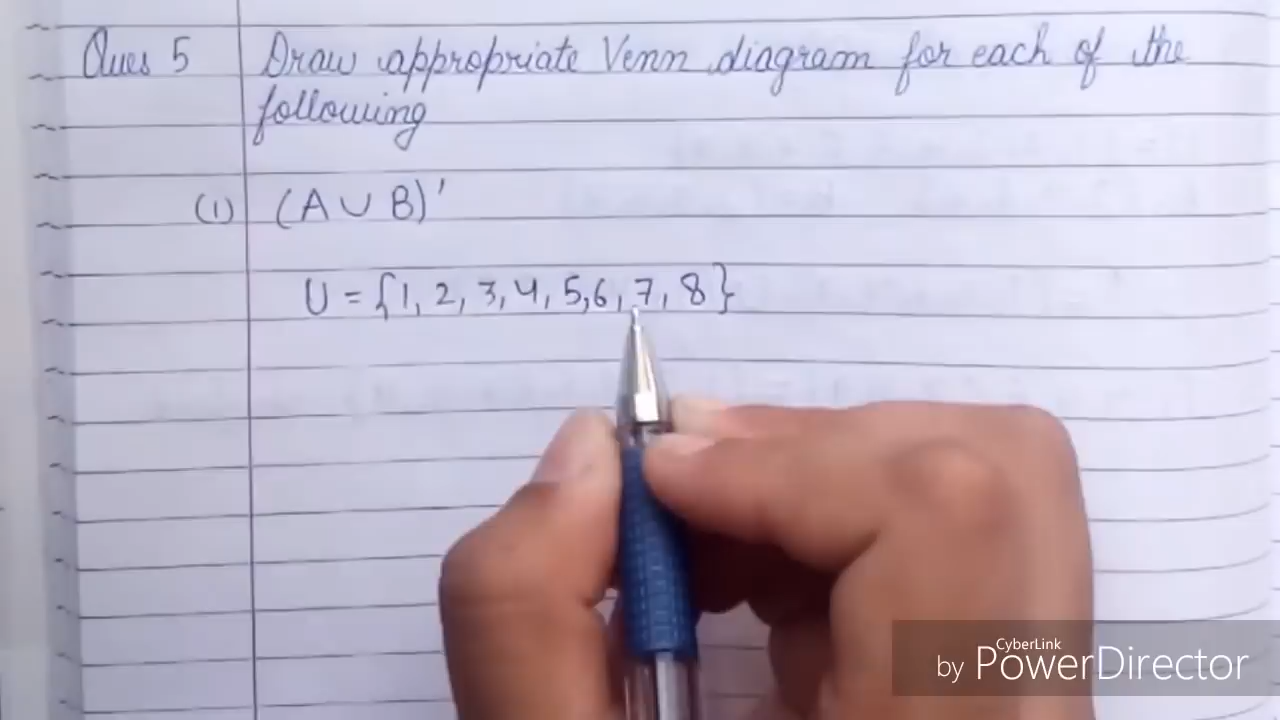 Ques 5 Draw appropriate Venn diagram for each of the
following
(1) (A ∪ B)'
U = {1, 2, 3, 4, 5, 6, 7, 8}
CyberLink
by PowerDirector